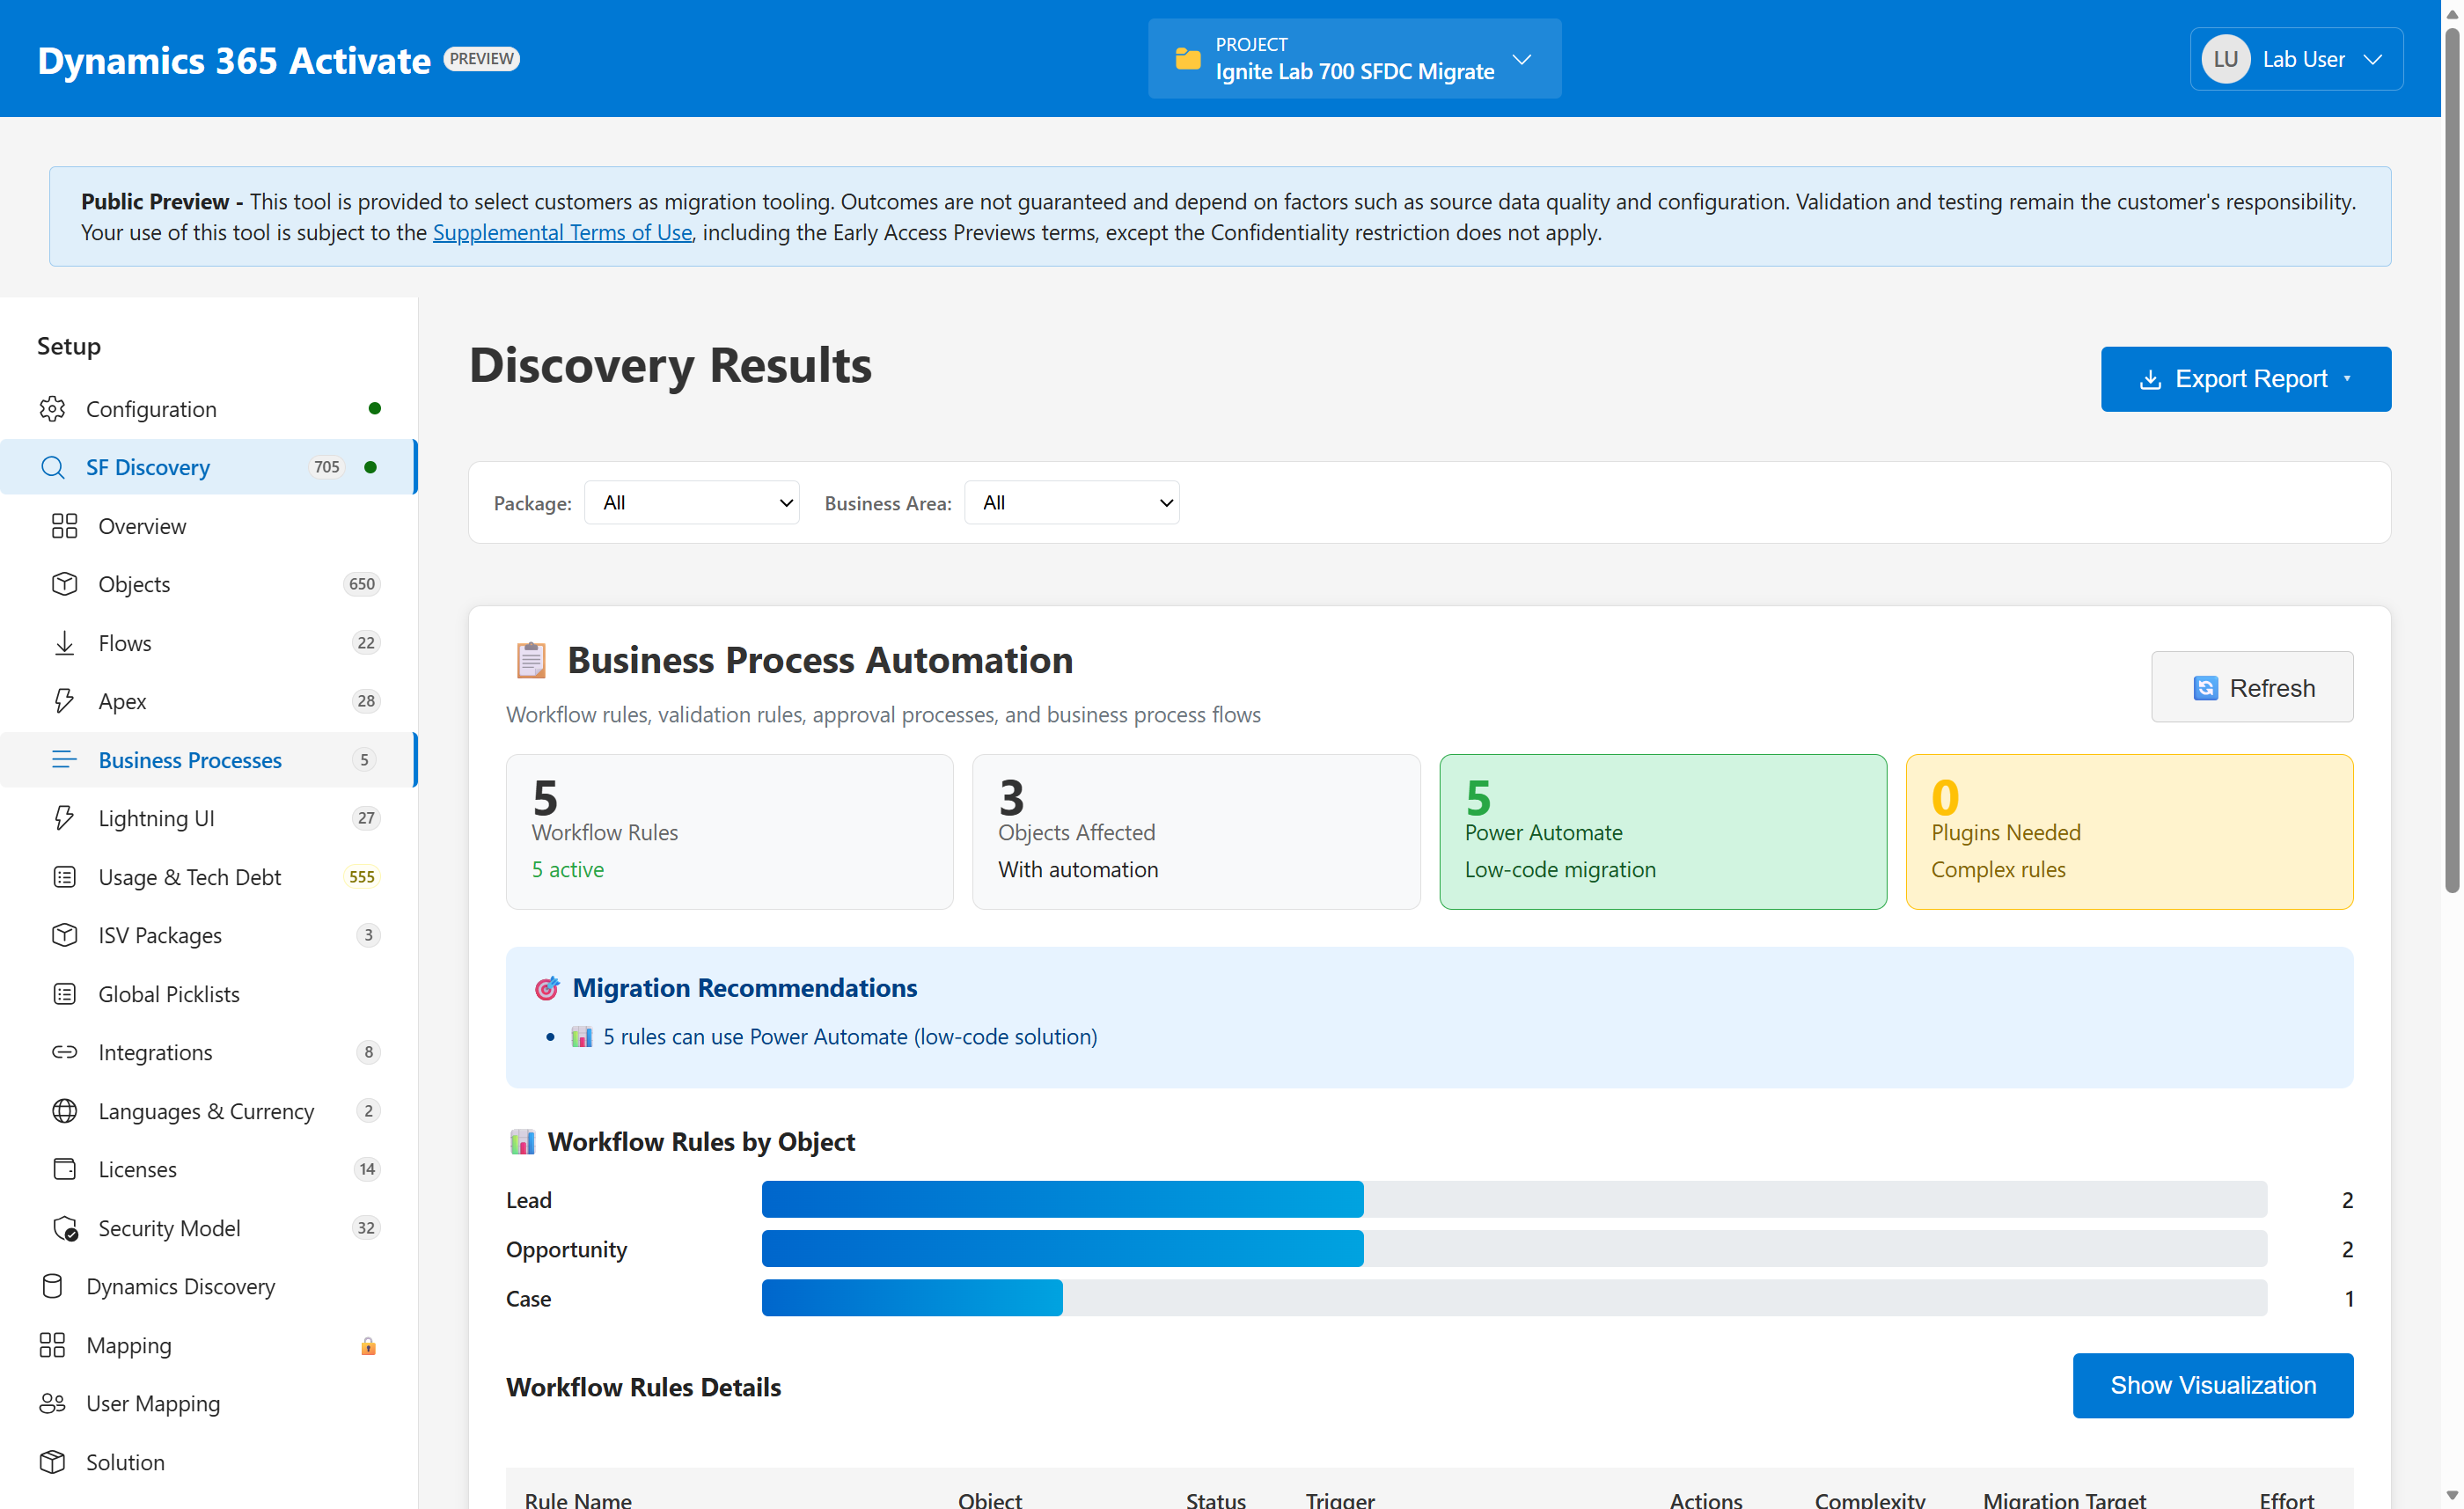 Dynamics 365 Activate PREVIEW
PROJECT
Ignite Lab 700 SFDC Migrate
LU Lab User
Public Preview - This tool is provided to select customers as migration tooling. Outcomes are not guaranteed and depend on factors such as source data quality and configuration. Validation and testing remain the customer's responsibility.
Your use of this tool is subject to the Supplemental Terms of Use, including the Early Access Previews terms, except the Confidentiality restriction does not apply.
Setup
Configuration
SF Discovery 705
Overview
Objects 650
Flows 22
Apex 28
Business Processes 5
Lightning UI 27
Usage & Tech Debt 555
ISV Packages 3
Global Picklists
Integrations 8
Languages & Currency 2
Licenses 14
Security Model 32
Dynamics Discovery
Mapping
User Mapping
Solution
Discovery Results
Export Report
Package: All Business Area: All
Business Process Automation
Refresh
Workflow rules, validation rules, approval processes, and business process flows
5
Workflow Rules
5 active
3
Objects Affected
With automation
5
Power Automate
Low-code migration
0
Plugins Needed
Complex rules
Migration Recommendations
• 5 rules can use Power Automate (low-code solution)
Workflow Rules by Object
Lead 2
Opportunity 2
Case 1
Workflow Rules Details
Show Visualization
Rule Name Object Status Trigger Actions Complexity Migration Target Effort